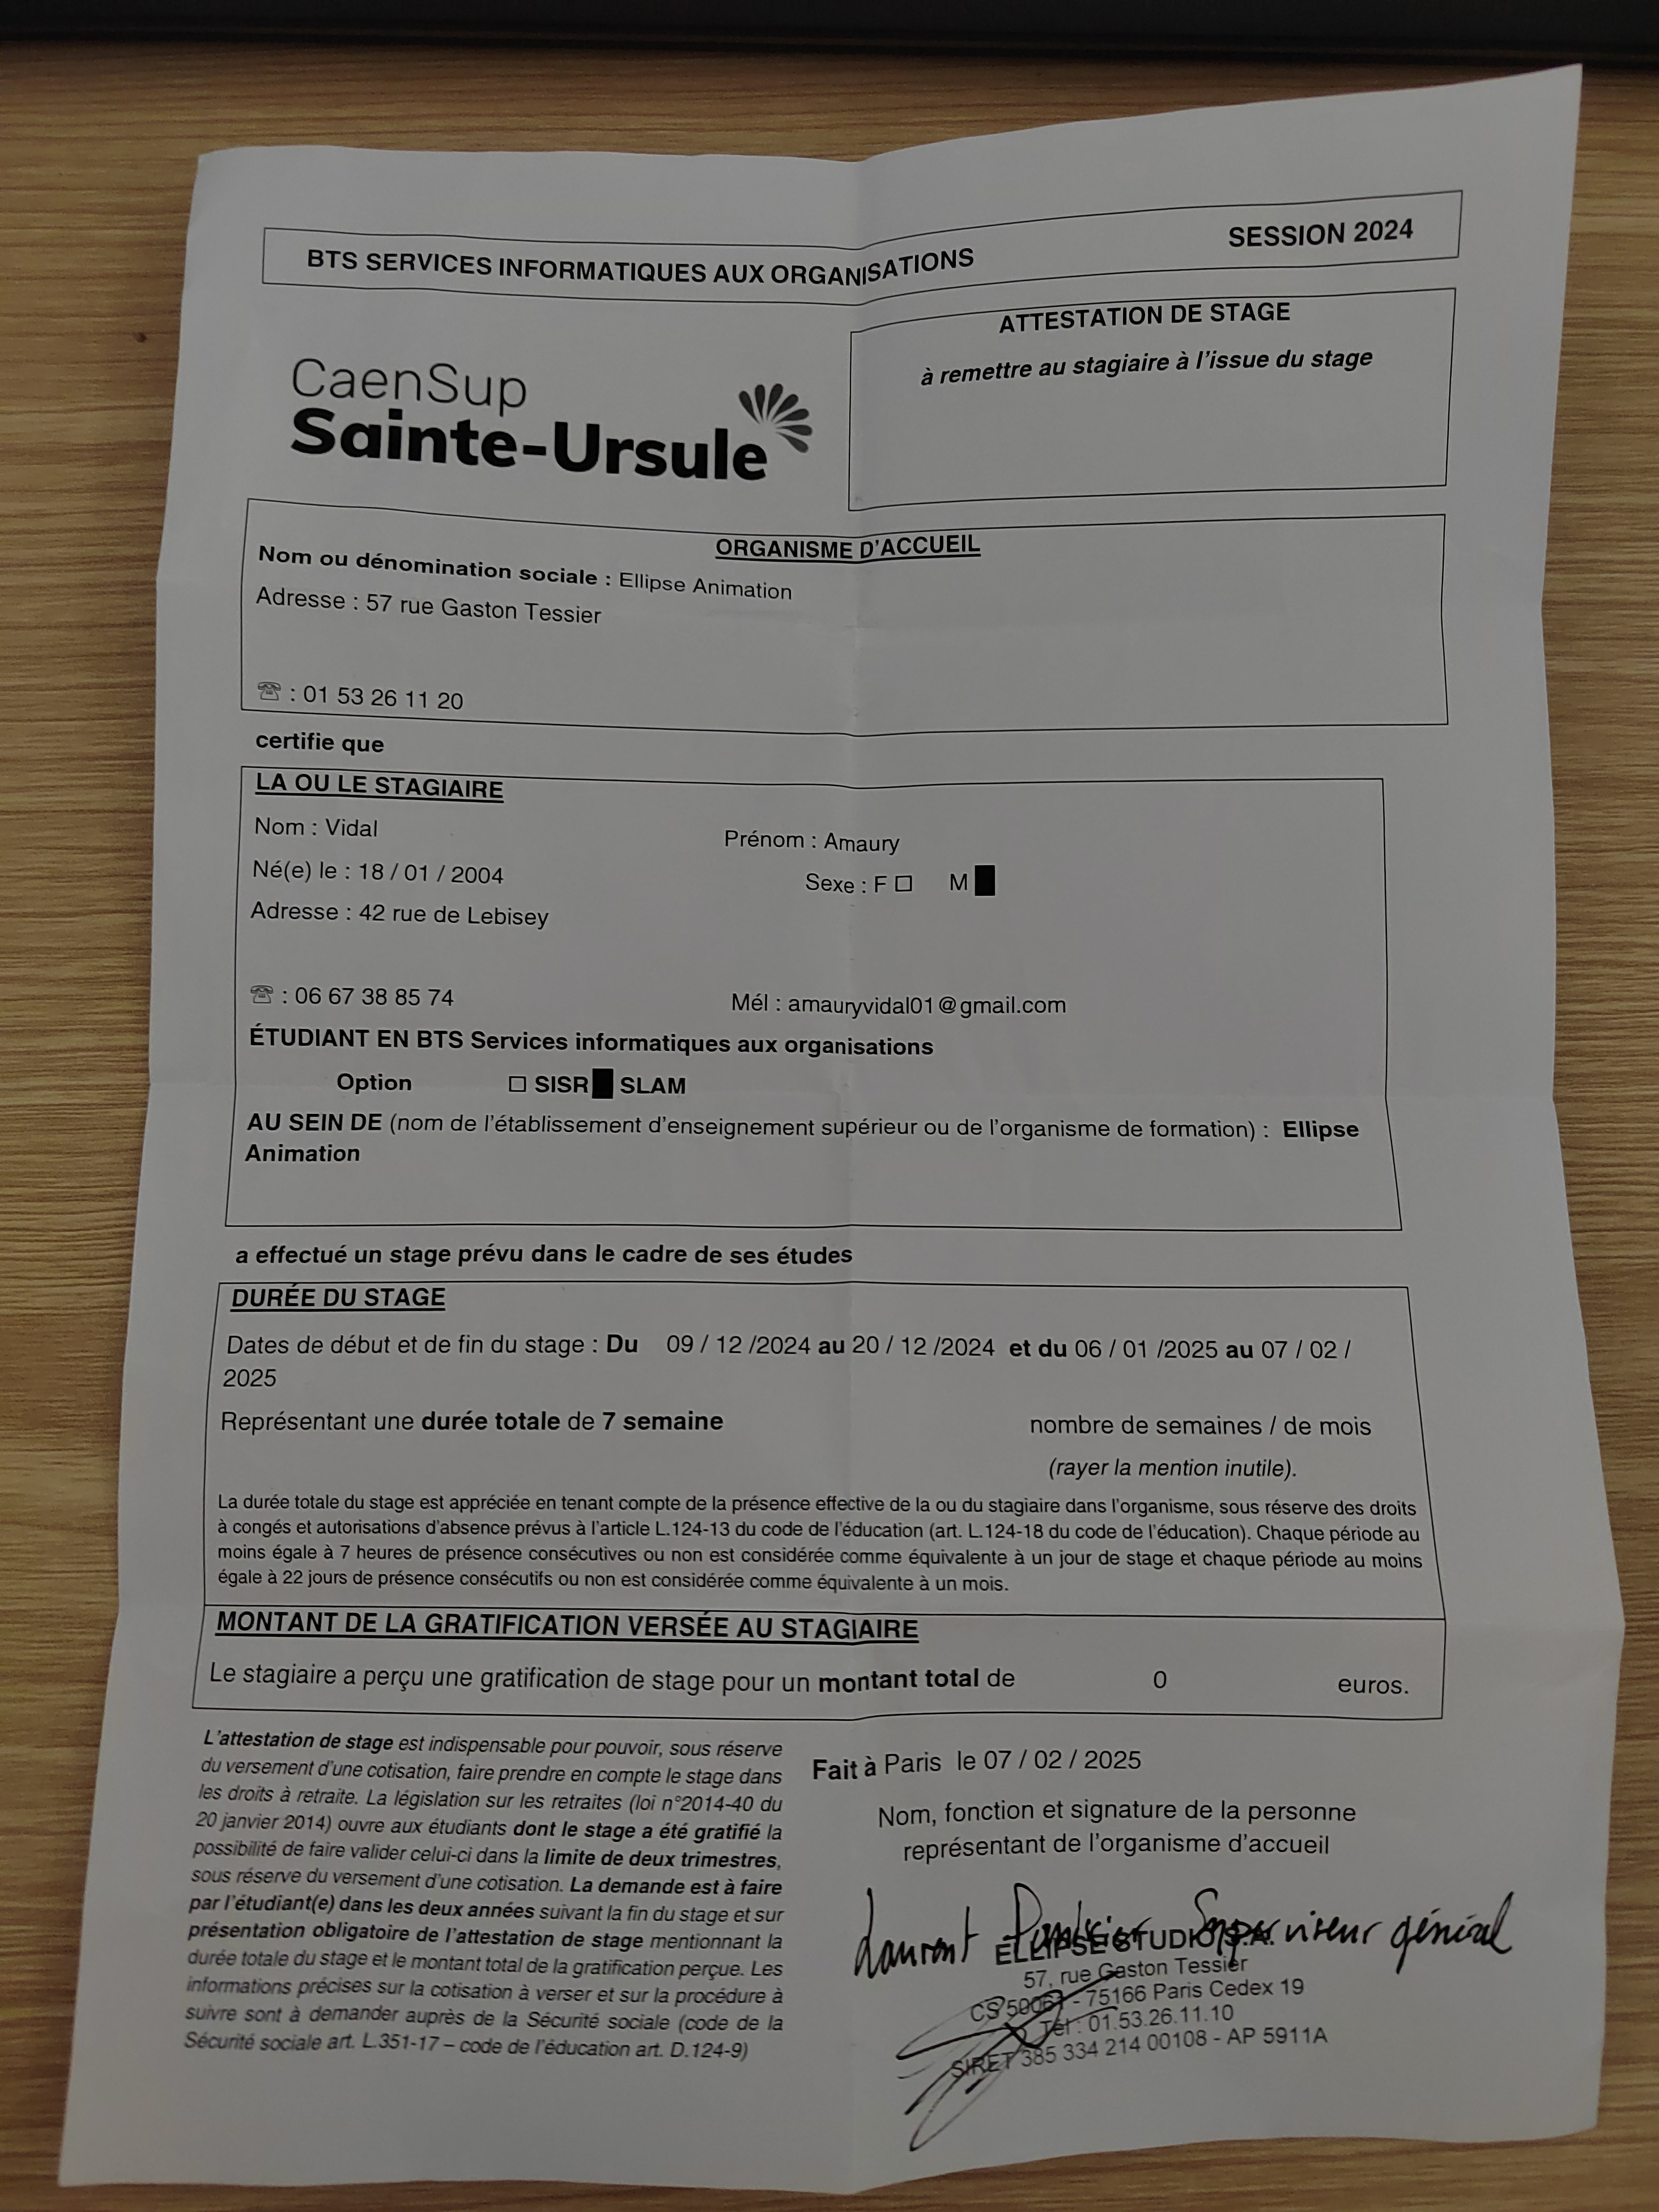 BTS SERVICES INFORMATIQUES AUX ORGANISATIONS SESSION 2024
ATTESTATION DE STAGE
à remettre au stagiaire à l'issue du stage
CaenSup
Sainte-Ursule
ORGANISME D'ACCUEIL
Nom ou dénomination sociale : Ellipse Animation
Adresse : 57 rue Gaston Tessier
☏ : 01 53 26 11 20
certifie que
LA OU LE STAGIAIRE
Nom : Vidal Prénom : Amaury
Né(e) le : 18 / 01 / 2004 Sexe : F ☐ M ■
Adresse : 42 rue de Lebisey
☏ : 06 67 38 85 74 Mél : amauryvidal01@gmail.com
ÉTUDIANT EN BTS Services informatiques aux organisations
Option ☐ SISR ■ SLAM
AU SEIN DE (nom de l'établissement d'enseignement supérieur ou de l'organisme de formation) : Ellipse
Animation
a effectué un stage prévu dans le cadre de ses études
DURÉE DU STAGE
Dates de début et de fin du stage : Du 09 / 12 /2024 au 20 / 12 /2024 et du 06 / 01 /2025 au 07 / 02 /
2025
Représentant une durée totale de 7 semaine nombre de semaines / de mois
(rayer la mention inutile).
La durée totale du stage est appréciée en tenant compte de la présence effective de la ou du stagiaire dans l'organisme, sous réserve des droits
à congés et autorisations d'absence prévus à l'article L.124-13 du code de l'éducation (art. L.124-18 du code de l'éducation). Chaque période au
moins égale à 7 heures de présence consécutives ou non est considérée comme équivalente à un jour de stage et chaque période au moins
égale à 22 jours de présence consécutifs ou non est considérée comme équivalente à un mois.
MONTANT DE LA GRATIFICATION VERSÉE AU STAGIAIRE
Le stagiaire a perçu une gratification de stage pour un montant total de 0 euros.
L'attestation de stage est indispensable pour pouvoir, sous réserve
du versement d'une cotisation, faire prendre en compte le stage dans
les droits à retraite. La législation sur les retraites (loi n°2014-40 du
20 janvier 2014) ouvre aux étudiants dont le stage a été gratifié la
possibilité de faire valider celui-ci dans la limite de deux trimestres,
sous réserve du versement d'une cotisation. La demande est à faire
par l'étudiant(e) dans les deux années suivant la fin du stage et sur
présentation obligatoire de l'attestation de stage mentionnant la
durée totale du stage et le montant total de la gratification perçue. Les
informations précises sur la cotisation à verser et sur la procédure à
suivre sont à demander auprès de la Sécurité sociale (code de la
Sécurité sociale art. L.351-17 – code de l'éducation art. D.124-9)
Fait à Paris le 07 / 02 / 2025
Nom, fonction et signature de la personne
représentant de l'organisme d'accueil
Laurent Superviseur général
ELLIPSE STUDIO S.A.
57, rue Gaston Tessier
CS 50061 - 75166 Paris Cedex 19
Tél : 01.53.26.11.10
SIRET 385 334 214 00108 - AP 5911A